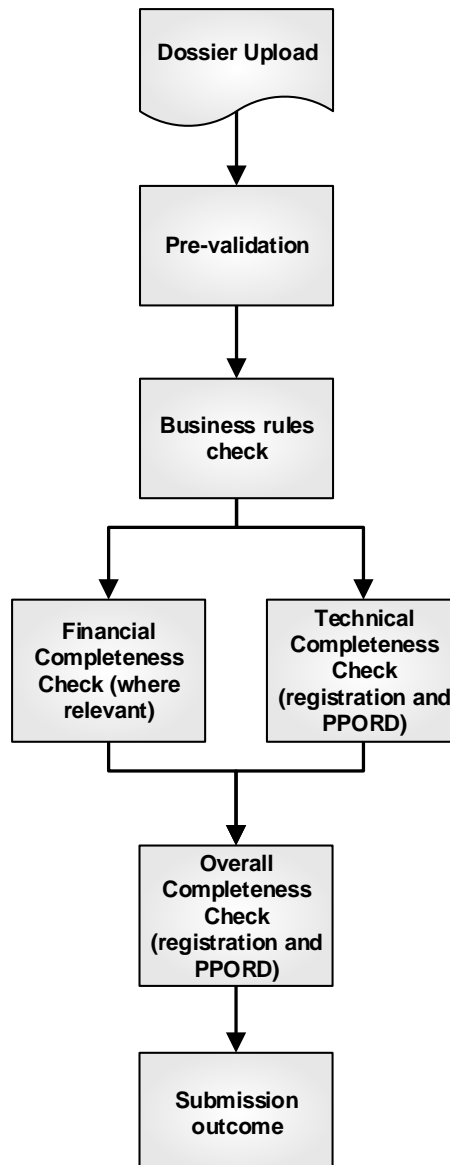 Dossier Upload
Pre-validation
Business rules
check
Financial
Completeness
Check (where
relevant)
Technical
Completeness
Check
(registration and
PPORD)
Overall
Completeness
Check
(registration and
PPORD)
Submission
outcome